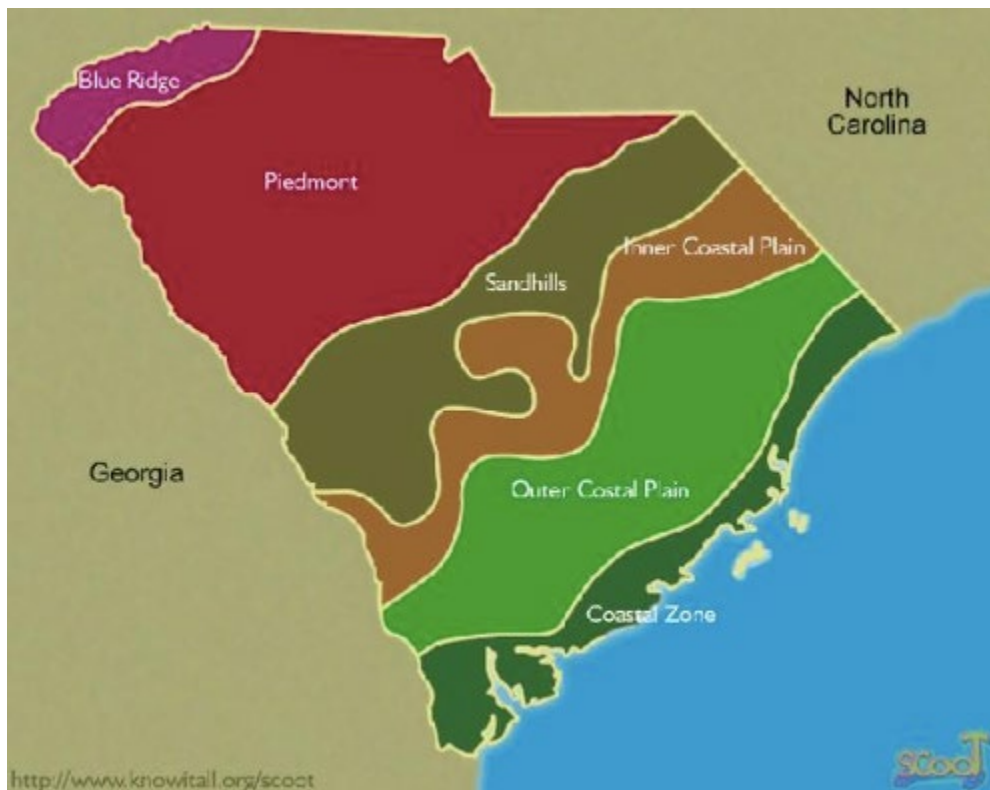 Blue Ridge
North
Carolina
Piedmont
Inner Coastal Plain
Sandhills
Georgia
Outer Costal Plain
Coastal Zone
http://www.knowitall.org/scoot
SCooT